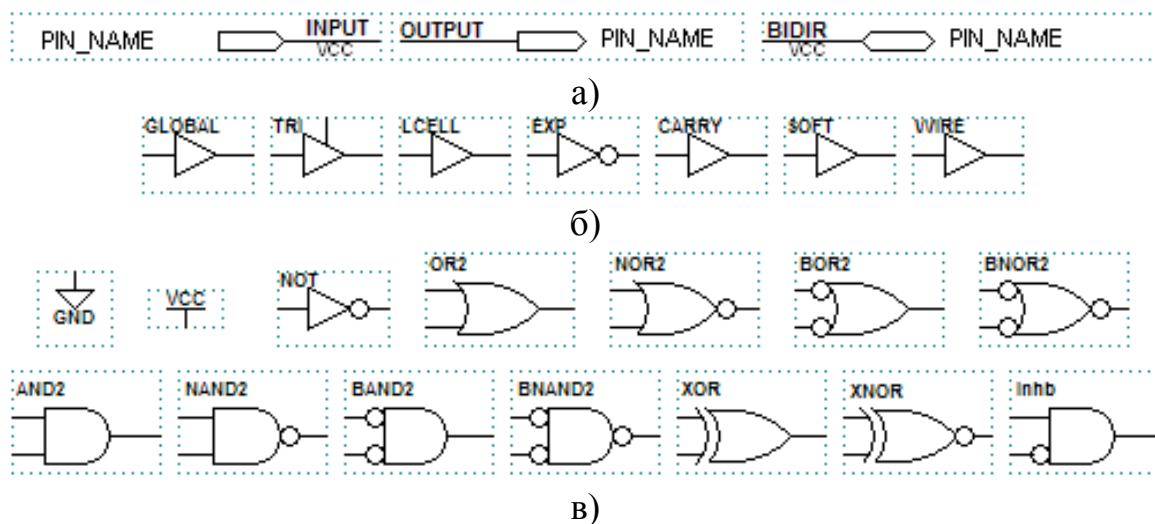 PIN_NAME INPUT VCC OUTPUT PIN_NAME BIDIR VCC PIN_NAME
а)
GLOBAL TRI LCELL EXP CARRY SOFT WIRE
б)
GND VCC NOT OR2 NOR2 BOR2 BNOR2
AND2 NAND2 BAND2 BNAND2 XOR XNOR Inhb
в)